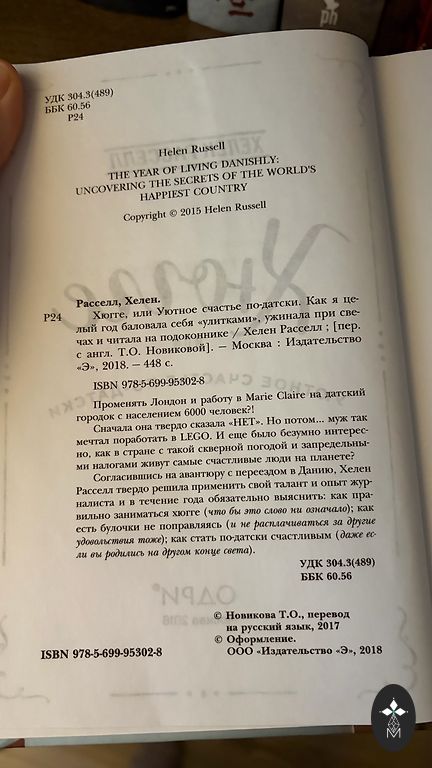 УДК 304.3(489)
ББК 60.56
Р24
Helen Russell
THE YEAR OF LIVING DANISHLY:
UNCOVERING THE SECRETS OF THE WORLD'S
HAPPIEST COUNTRY
Copyright © 2015 Helen Russell
Расселл, Хелен.
Р24 Хюгге, или Уютное счастье по-датски. Как я це-
лый год баловала себя «улитками», ужинала при све-
чах и читала на подоконнике / Хелен Расселл ; [пер.
с англ. Т.О. Новиковой]. — Москва : Издательство
«Э», 2018. — 448 с.
ISBN 978-5-699-95302-8
Променять Лондон и работу в Marie Claire на датский
городок с населением 6000 человек?!
Сначала она твердо сказала «НЕТ». Но потом... муж так
мечтал поработать в LEGO. И еще было безумно интерес-
но, как в стране с такой скверной погодой и запредельны-
ми налогами живут самые счастливые люди на планете?
Согласившись на авантюру с переездом в Данию, Хелен
Расселл твердо решила применить свой талант и опыт жур-
налиста и в течение года обязательно выяснить: как пра-
вильно заниматься хюгге (что бы это слово ни означало); как
есть булочки не поправляясь (и не расплачиваться за другие
удовольствия тоже); как стать по-датски счастливым (даже ес-
ли вы родились на другом конце света).
УДК 304.3(489)
ББК 60.56
© Новикова Т.О., перевод
на русский язык, 2017
© Оформление.
ISBN 978-5-699-95302-8 ООО «Издательство «Э», 2018